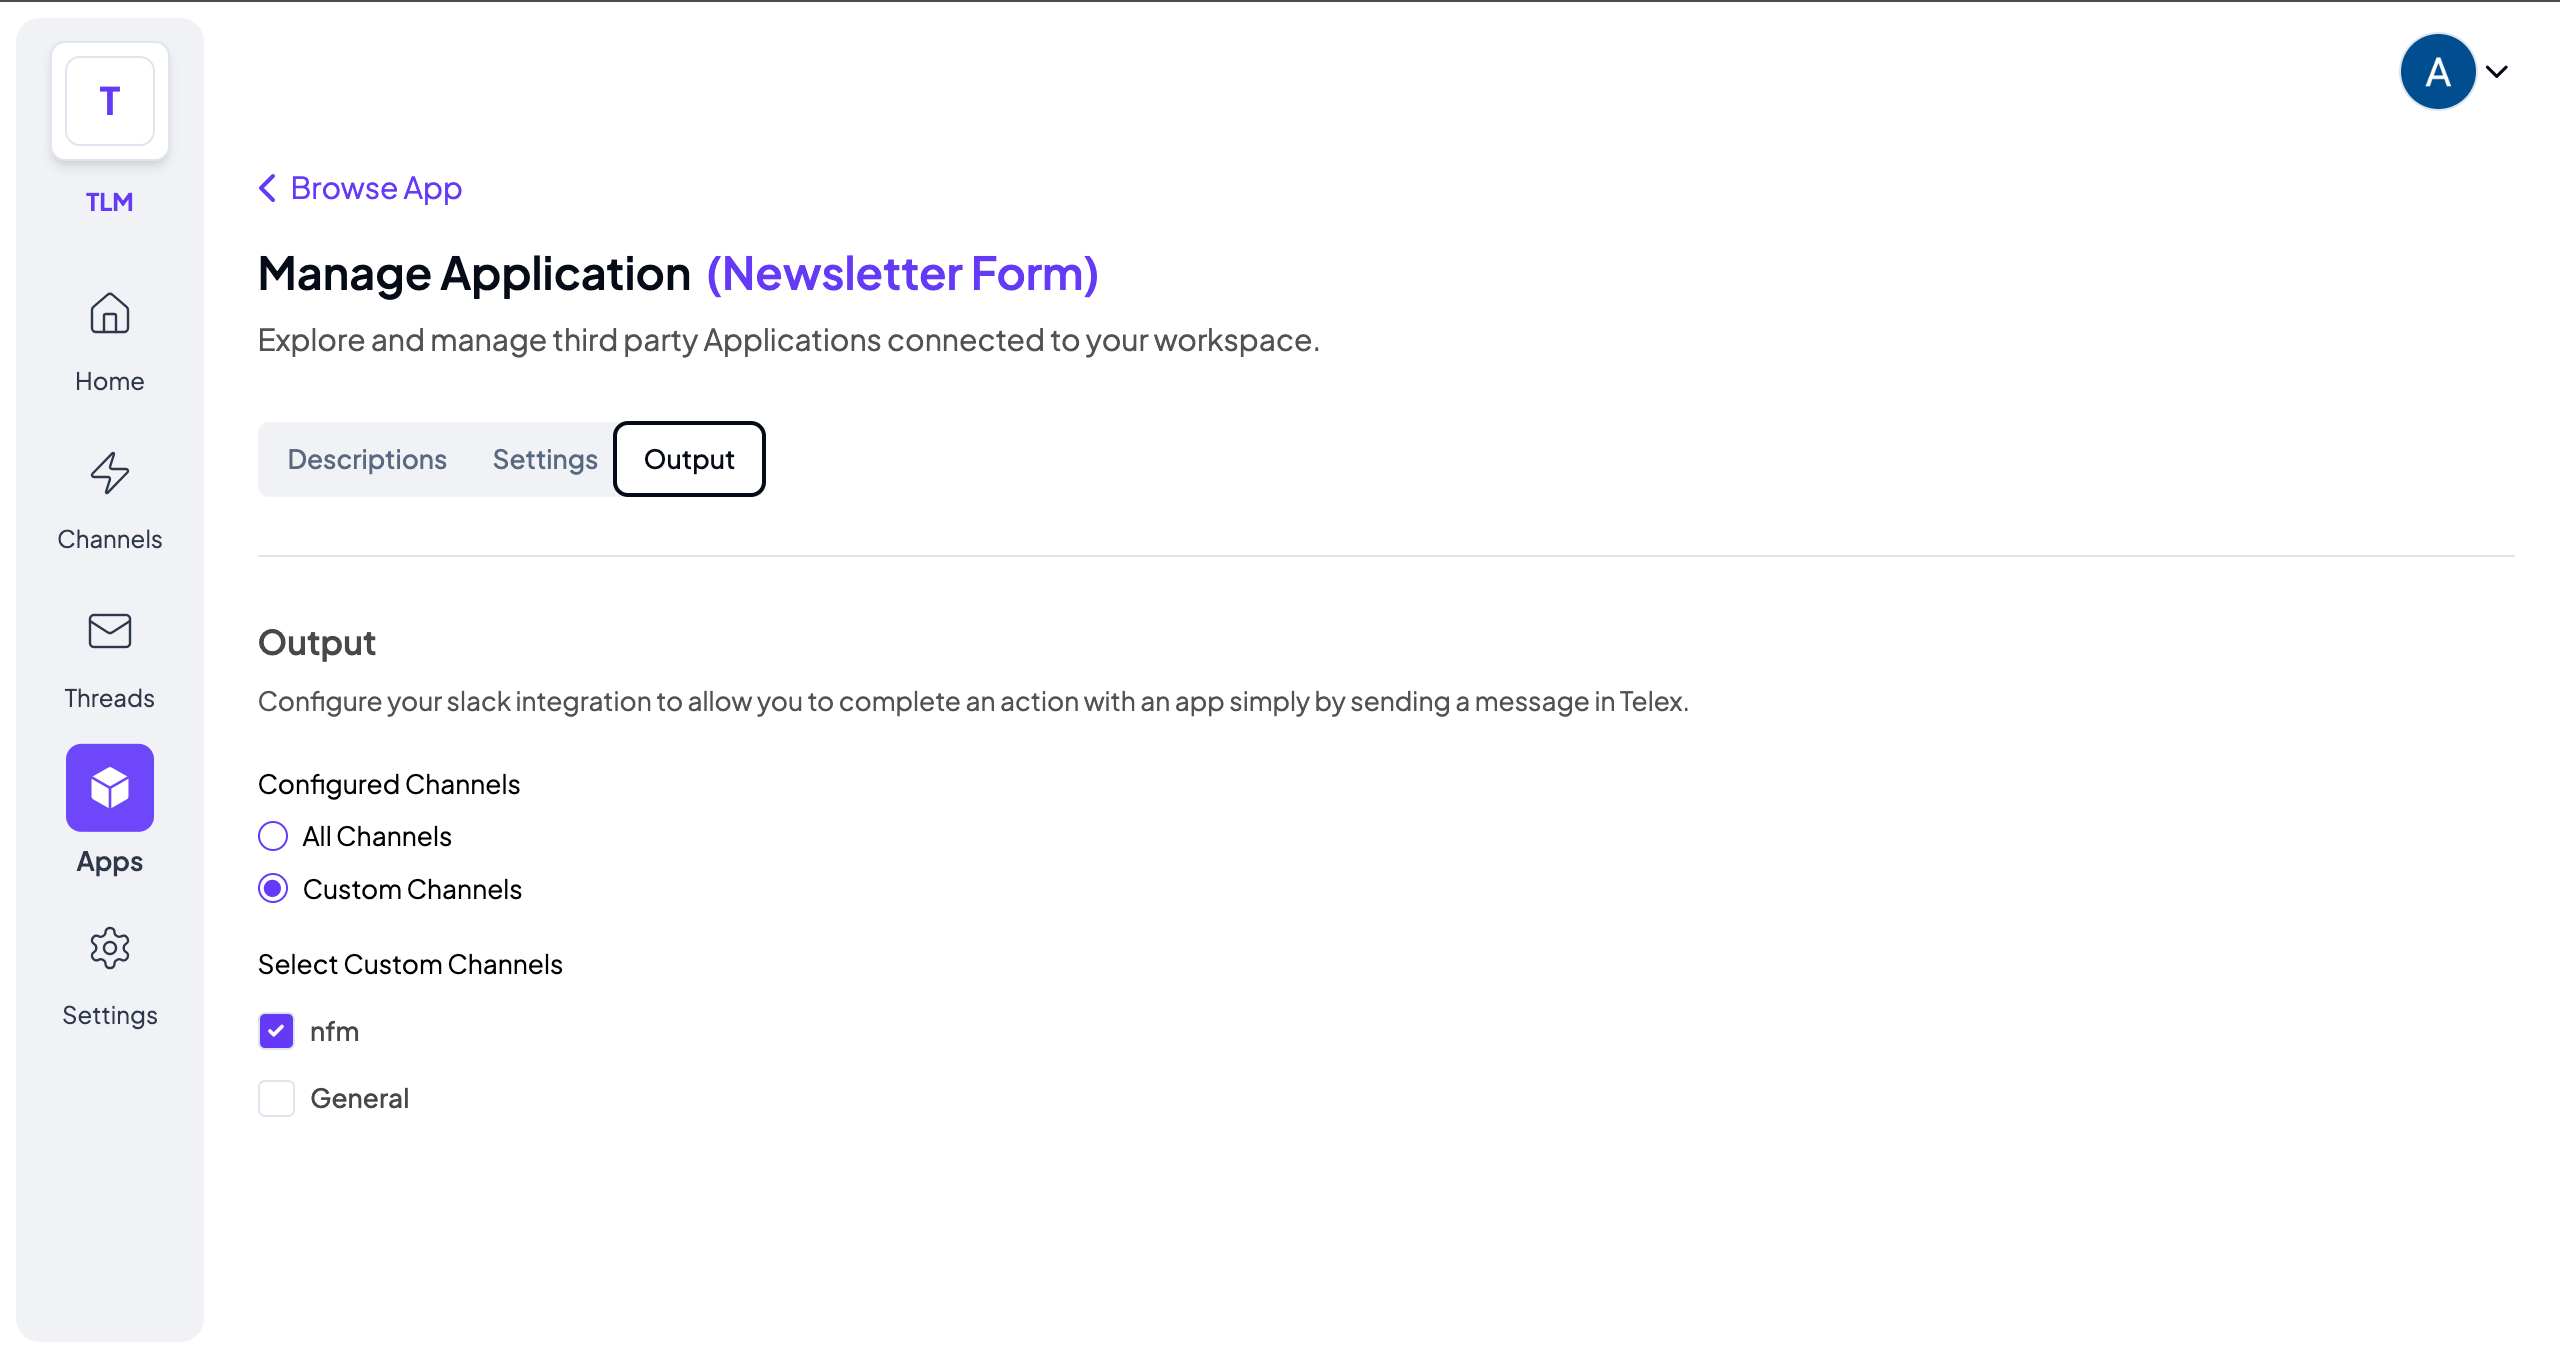 T
TLM
Home
Channels
Threads
Apps
Settings
A
Browse App
Manage Application (Newsletter Form)
Explore and manage third party Applications connected to your workspace.
Descriptions Settings Output
Output
Configure your slack integration to allow you to complete an action with an app simply by sending a message in Telex.
Configured Channels
All Channels
Custom Channels
Select Custom Channels
nfm
General